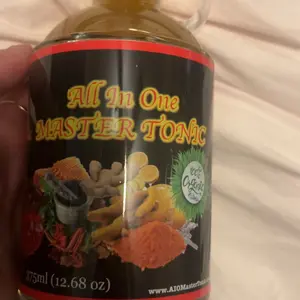 All In One
MASTER TONIC
375ml (12.68 oz)